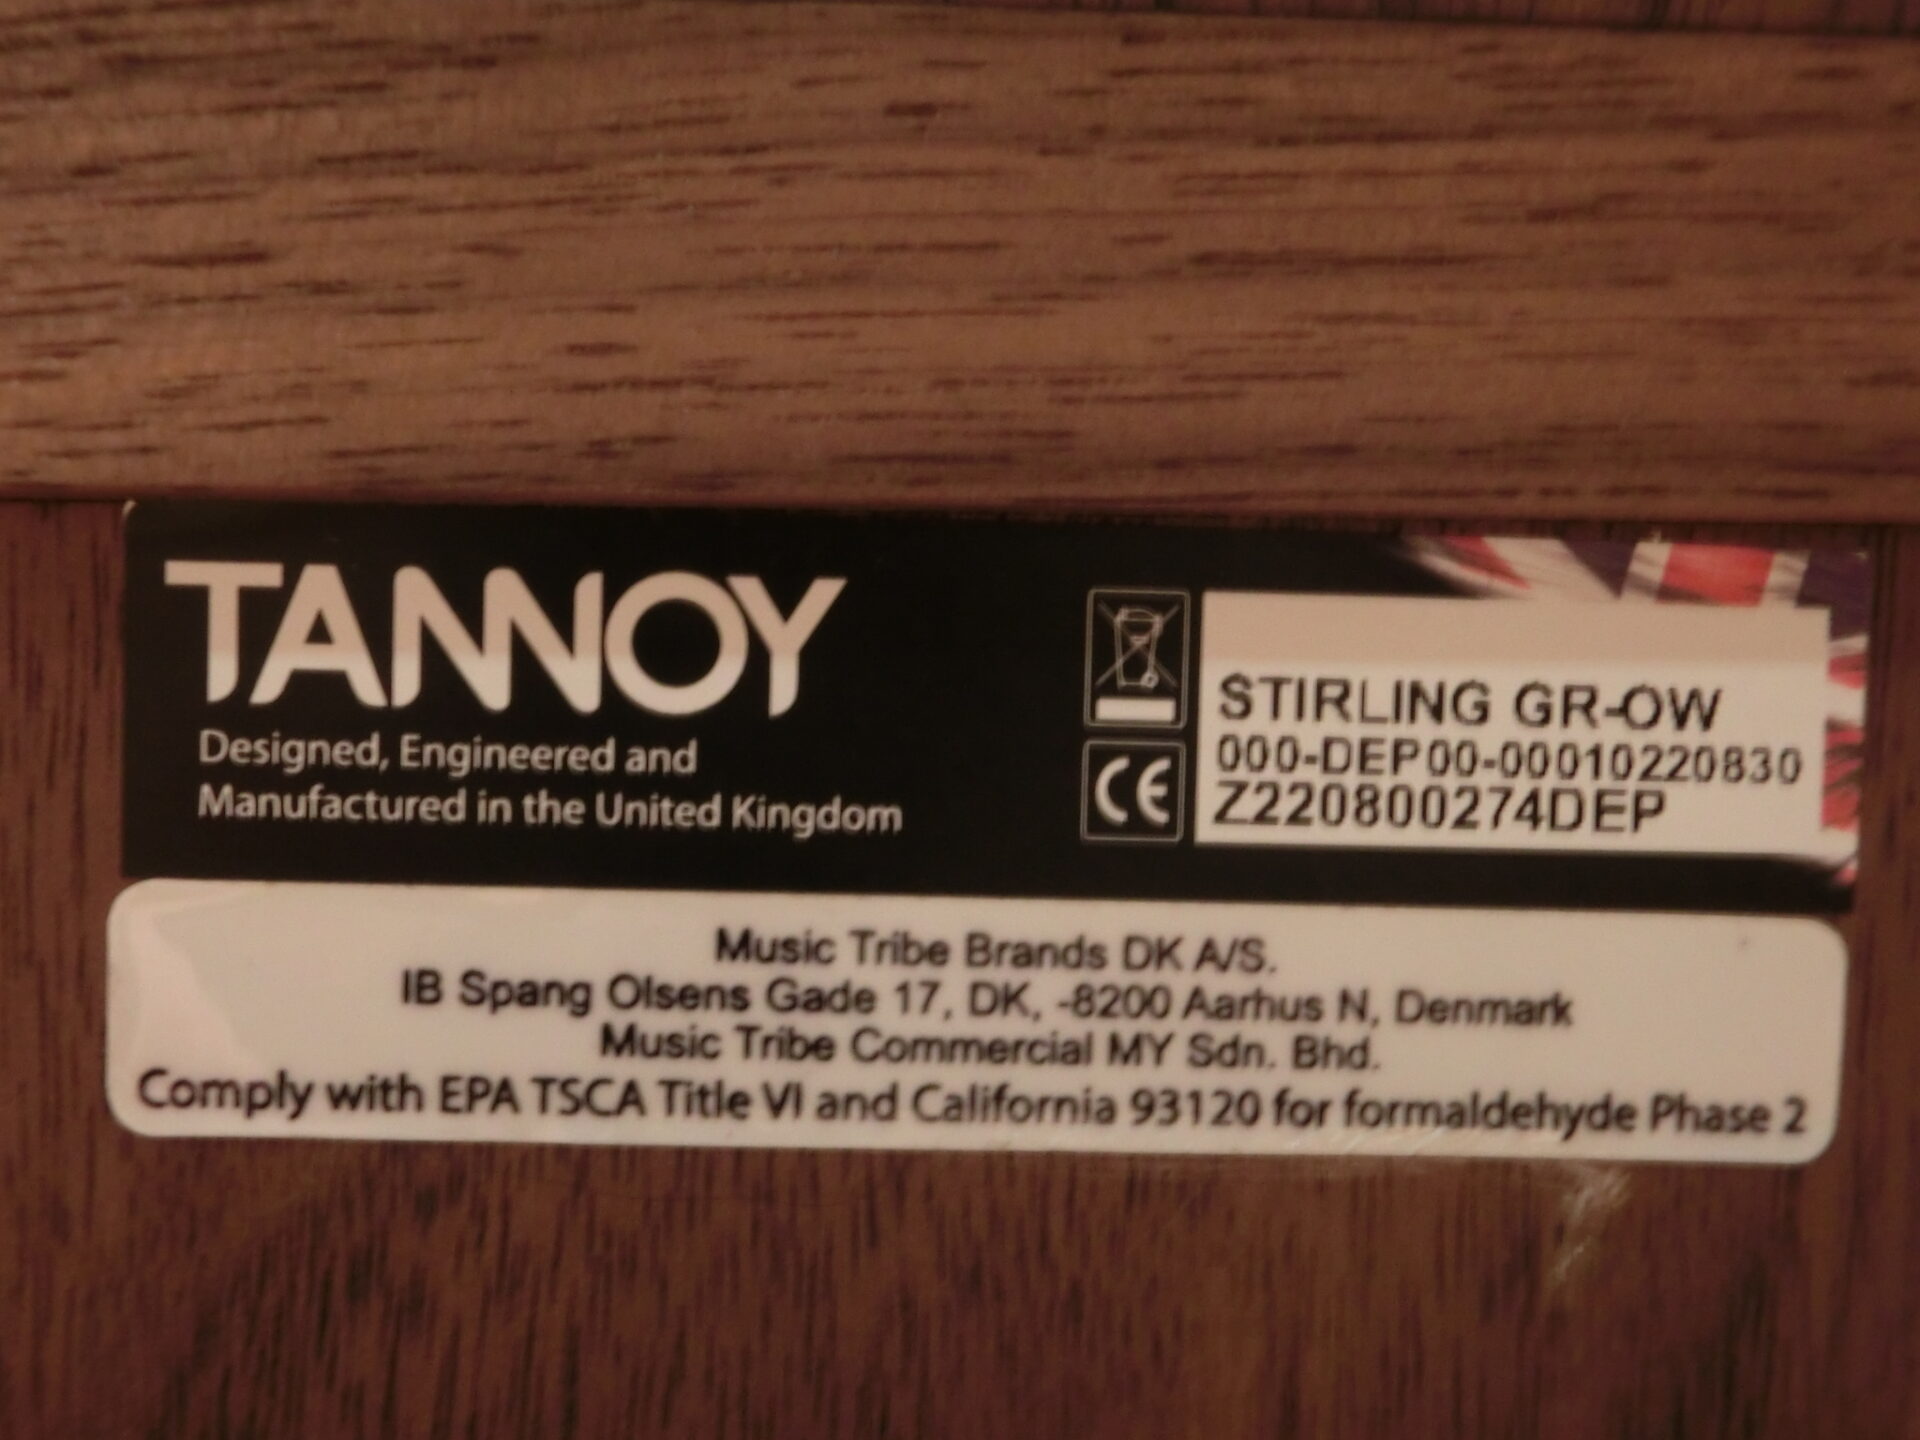 TANNOY
Designed, Engineered and
Manufactured in the United Kingdom
CE
STIRLING GR-OW
000-DEP00-00010220830
Z220800274DEP
Music Tribe Brands DK A/S.
IB Spang Olsens Gade 17, DK, -8200 Aarhus N, Denmark
Music Tribe Commercial MY Sdn. Bhd.
Comply with EPA TSCA Title VI and California 93120 for formaldehyde Phase 2